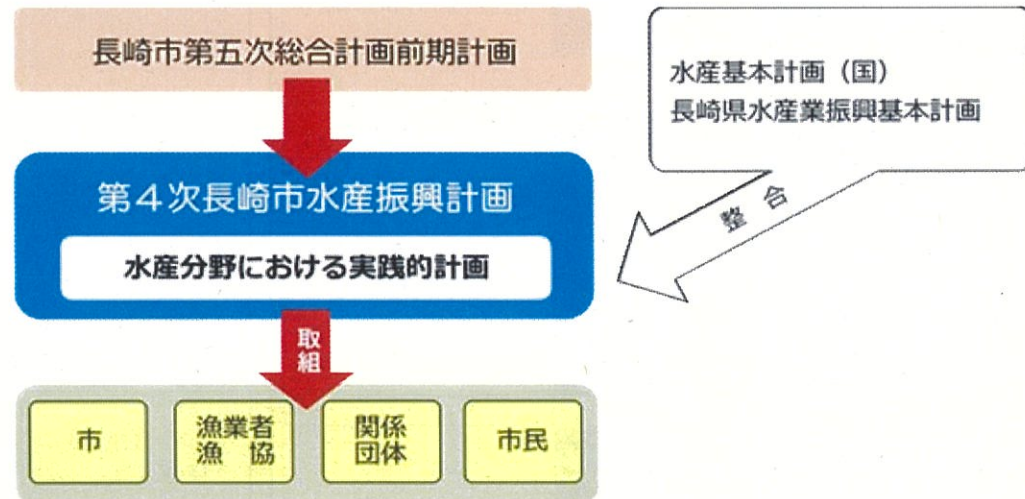 長崎市第五次総合計画前期計画
水産基本計画（国）
長崎県水産業振興基本計画
整合
第４次長崎市水産振興計画
水産分野における実践的計画
取組
市
漁業者
漁　協
関係
団体
市民